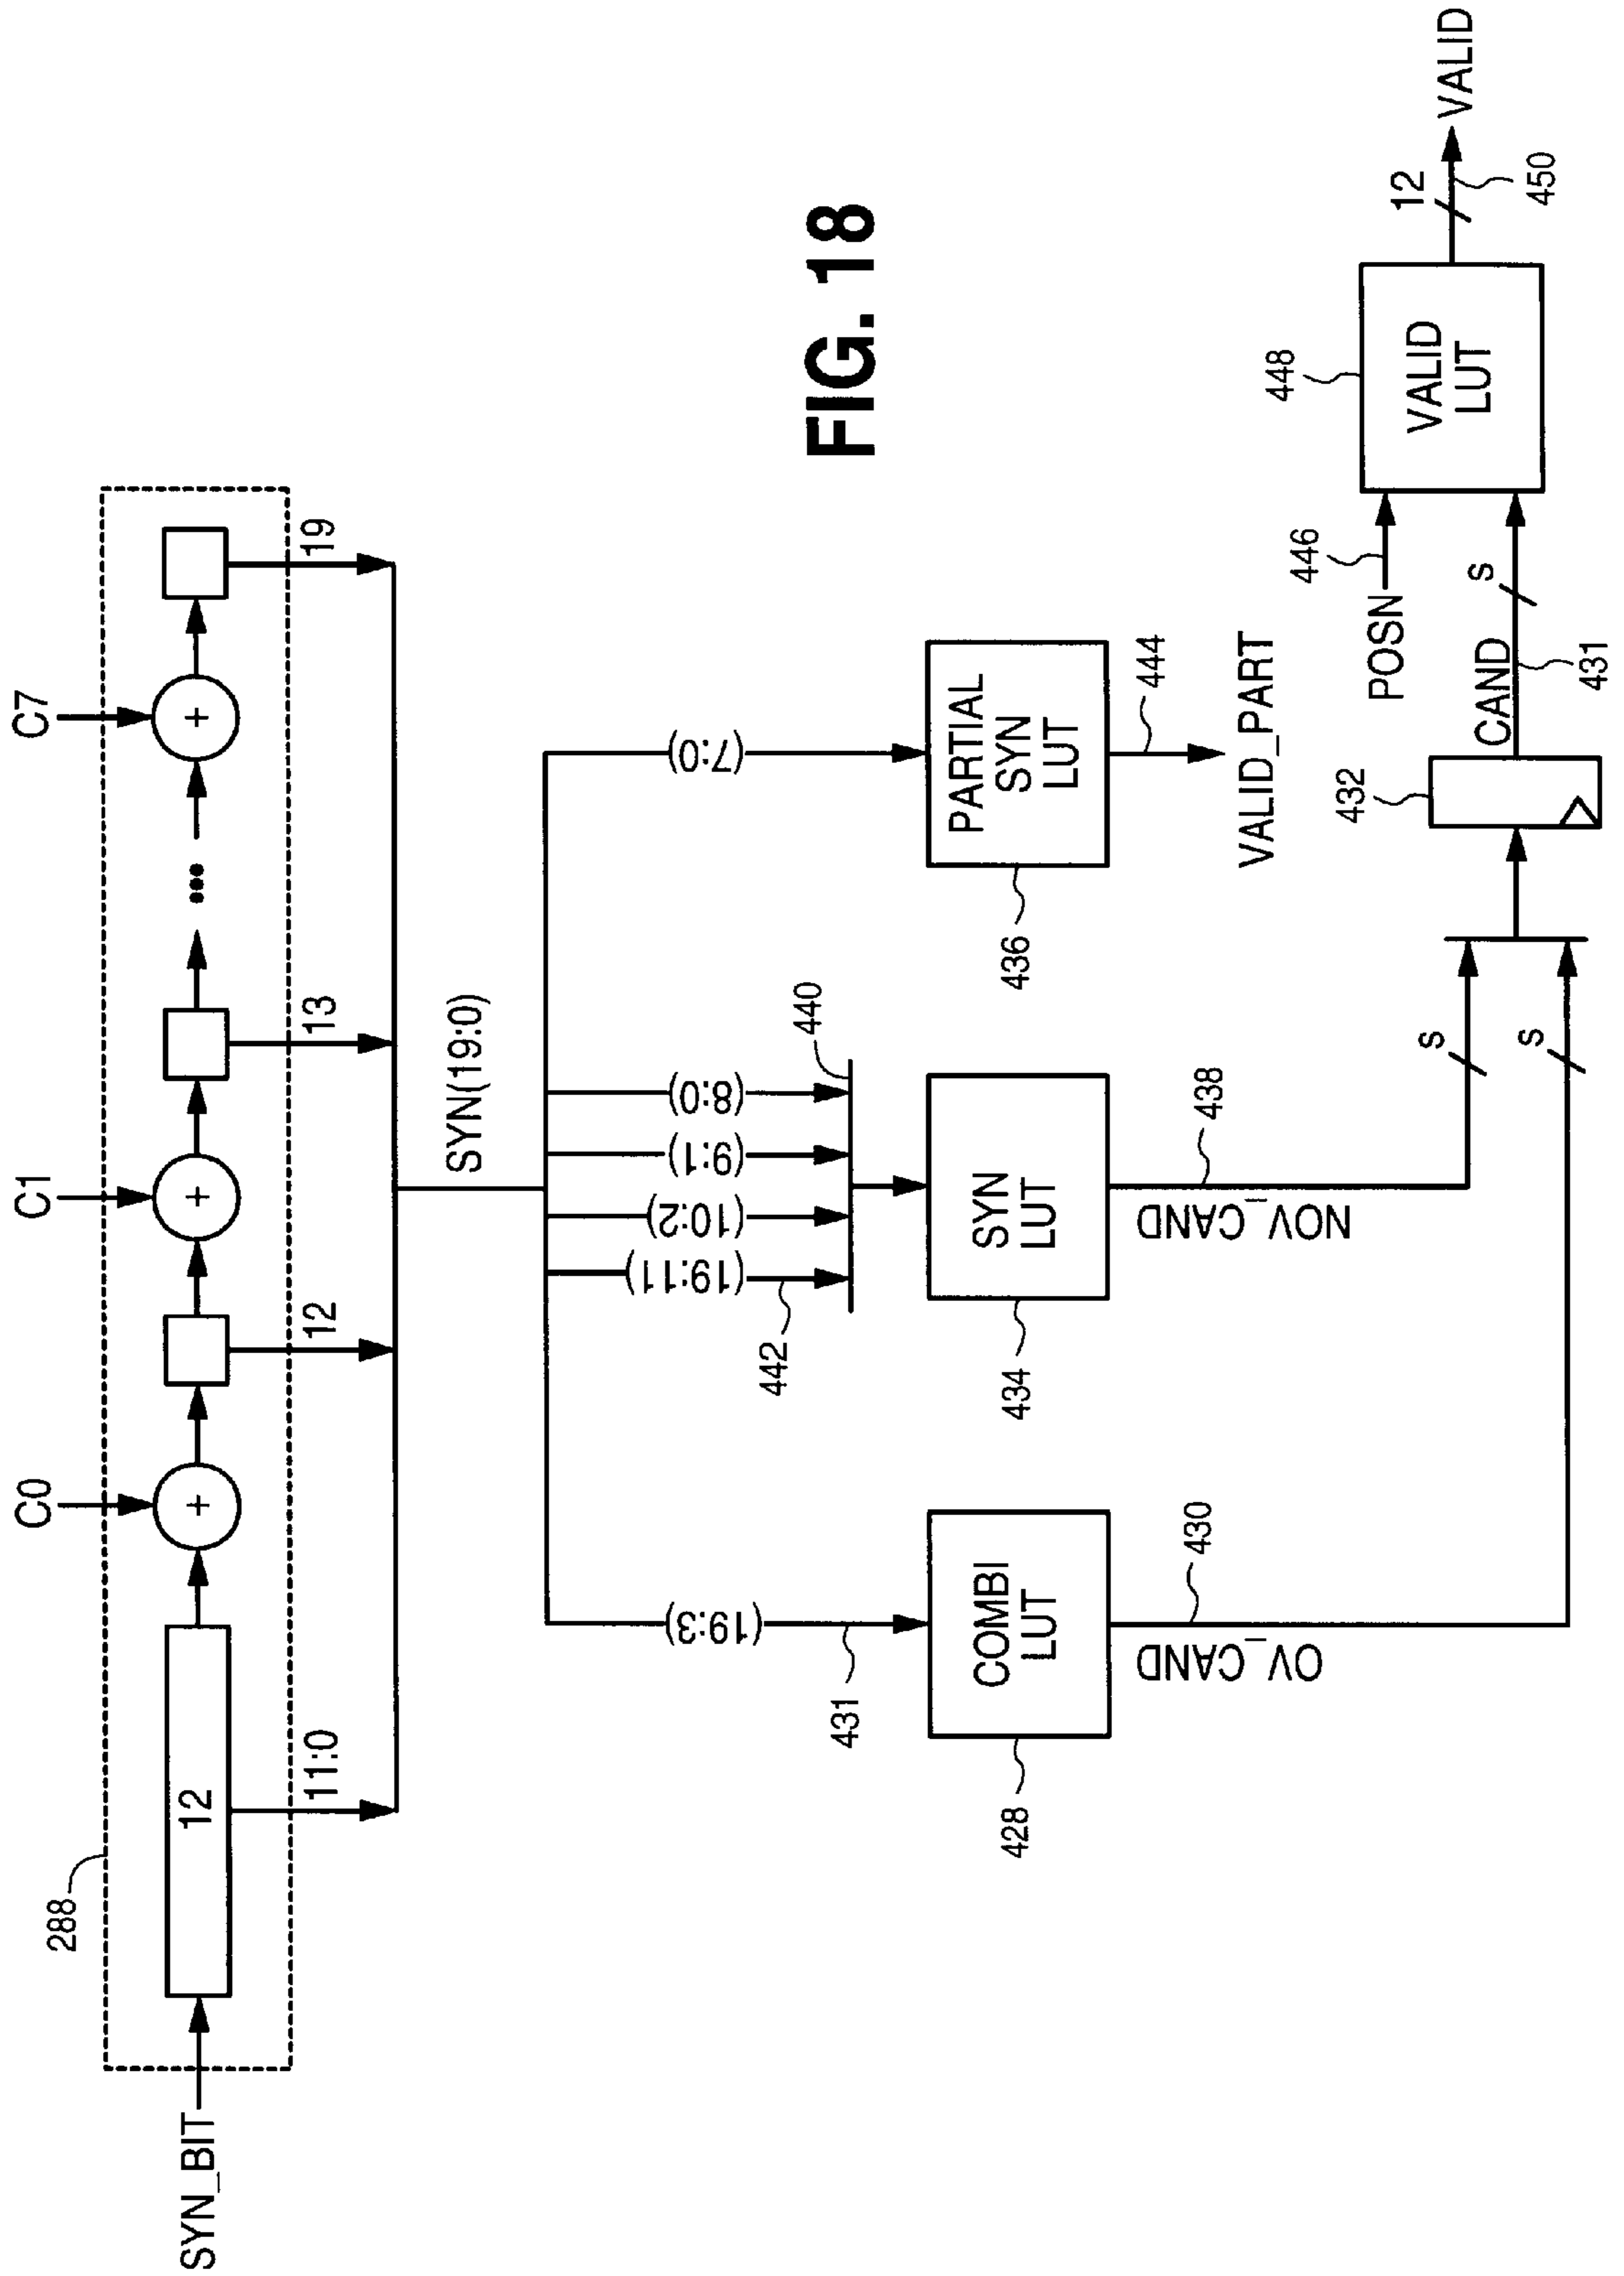 SYN_BIT
288
12
C0
C1
C7
11:0
12
13
19
SYN(19:0)
(19:3)
431
(19:11)
(10:2)
(9:1)
(8:0)
442
440
(7:0)
COMBI
LUT
428
SYN
LUT
434
PARTIAL
SYN
LUT
436
OV_CAND
430
NOV_CAND
438
VALID_PART
444
s
s
432
CAND
s
431
POSN
446
VALID
LUT
448
12
450
VALID
FIG. 18